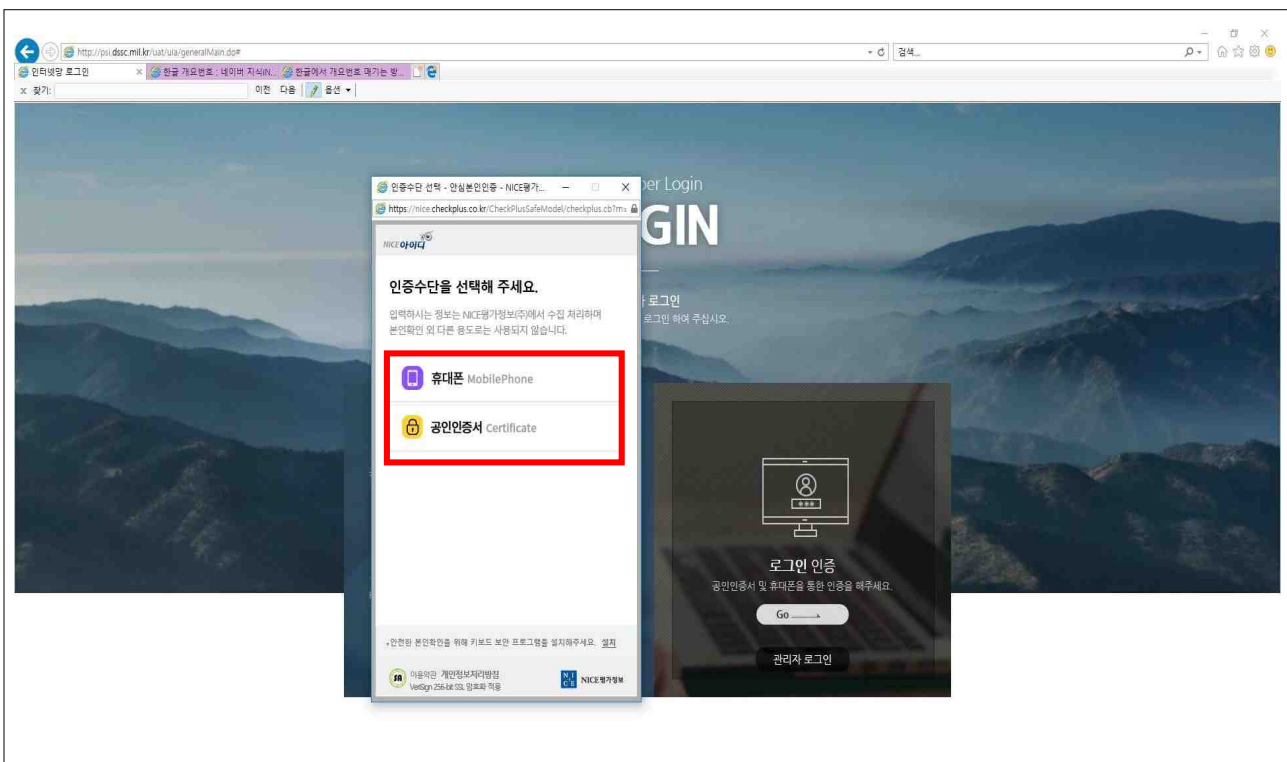 http://psi.dssc.mil.kr/uat/uia/generalMain.do#
검색...
인터넷망 로그인
한글 개요번호 : 네이버 지식iN...
한글에서 개요번호 매기는 방...
x 찾기:
이전 다음
옵션
인증수단 선택 - 안심본인인증 - NICE평가...
https://nice.checkplus.co.kr/CheckPlusSafeModel/checkplus.cb?m=
NICE 아이디
인증수단을 선택해 주세요.
입력하시는 정보는 NICE평가정보(주)에서 수집 처리하며
본인확인 외 다른 용도로는 사용되지 않습니다.
휴대폰 MobilePhone
공인인증서 Certificate
*안전한 본인확인을 위해 키보드 보안 프로그램을 설치해주세요. 설치
이용약관 개인정보처리방침
VeriSign 256-bit SSL 암호화 적용
NICE
NICE평가정보
er Login
GIN
로그인
로그인 하여 주십시오.
로그인 인증
공인인증서 및 휴대폰을 통한 인증을 해주세요.
Go
관리자 로그인